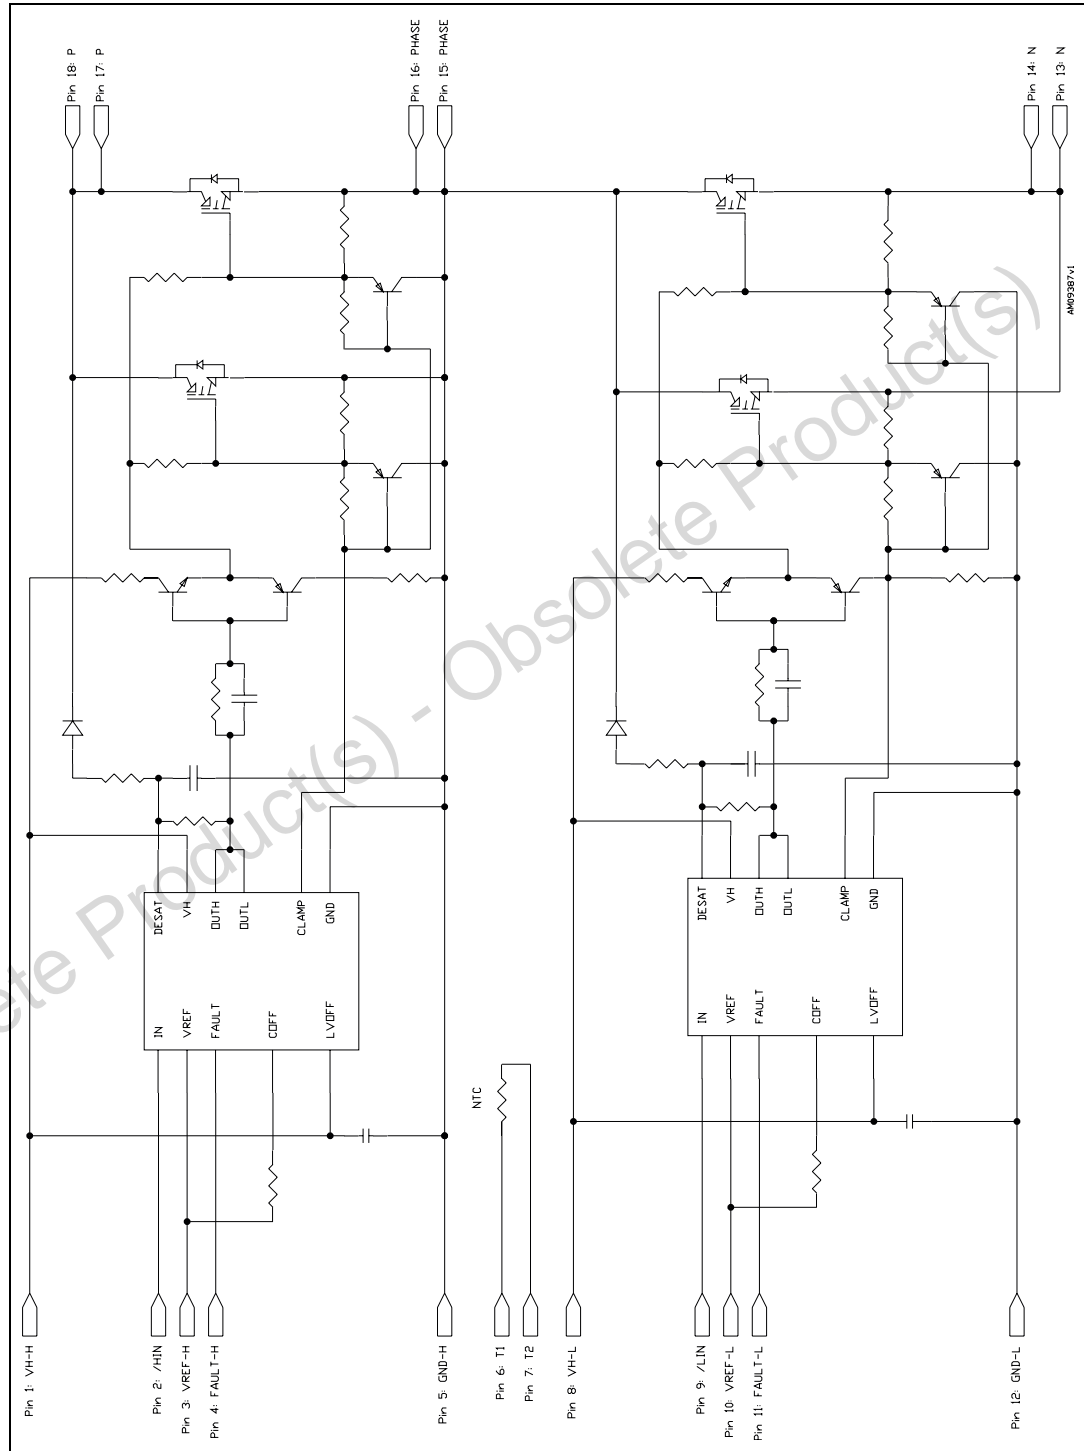 Pin 18: P
Pin 17: P
Pin 16: PHASE
Pin 15: PHASE
Pin 14: N
Pin 13: N
AM09387v1
DESAT
VH
OUTH
OUTL
CLAMP
GND
IN
VREF
FAULT
COFF
LVOFF
DESAT
VH
OUTH
OUTL
CLAMP
GND
IN
VREF
FAULT
COFF
LVOFF
NTC
Pin 1: VH-H
Pin 2: /HIN
Pin 3: VREF-H
Pin 4: FAULT-H
Pin 5: GND-H
Pin 6: T1
Pin 7: T2
Pin 8: VH-L
Pin 9: /LIN
Pin 10: VREF-L
Pin 11: FAULT-L
Pin 12: GND-L
ete Product(s) - Obsolete Product(s)